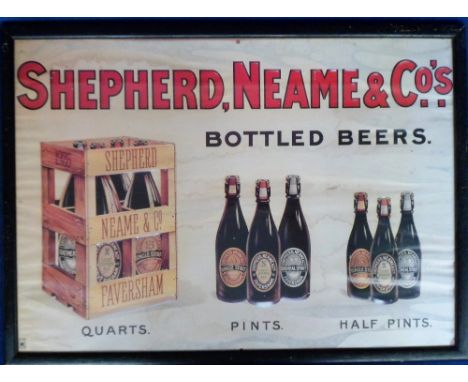 SHEPHERD, NEAME & Co's
BOTTLED BEERS.
SHEPHERD
NEAME & Co
FAVERSHAM
QUARTS.
PINTS.
HALF PINTS.